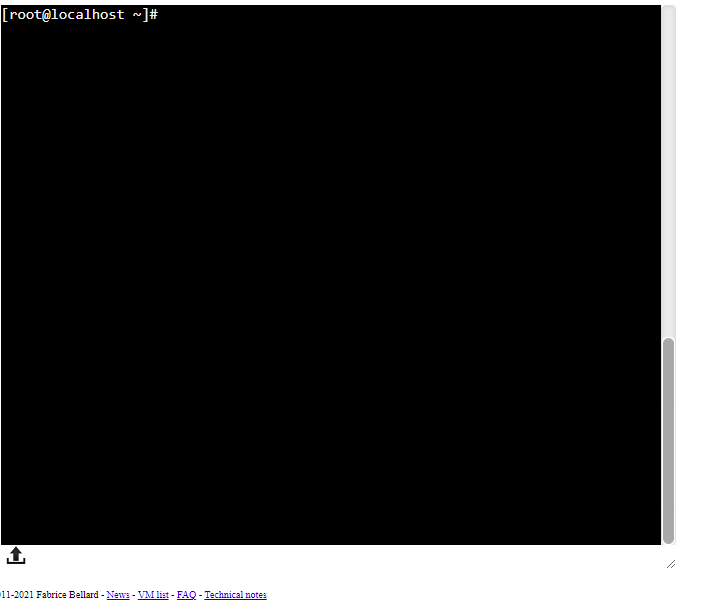 [root@localhost ~]#
11-2021 Fabrice Bellard - News - VM list - FAQ - Technical notes